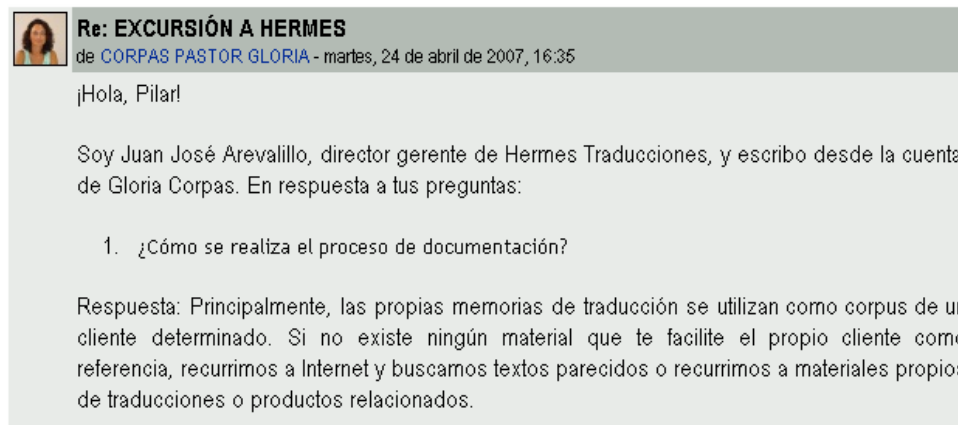 Re: EXCURSIÓN A HERMES
de CORPAS PASTOR GLORIA - martes, 24 de abril de 2007, 16:35
¡Hola, Pilar!
Soy Juan José Arevalillo, director gerente de Hermes Traducciones, y escribo desde la cuenta
de Gloria Corpas. En respuesta a tus preguntas:
1. ¿Cómo se realiza el proceso de documentación?
Respuesta: Principalmente, las propias memorias de traducción se utilizan como corpus de un
cliente determinado. Si no existe ningún material que te facilite el propio cliente como
referencia, recurrimos a Internet y buscamos textos parecidos o recurrimos a materiales propios
de traducciones o productos relacionados.